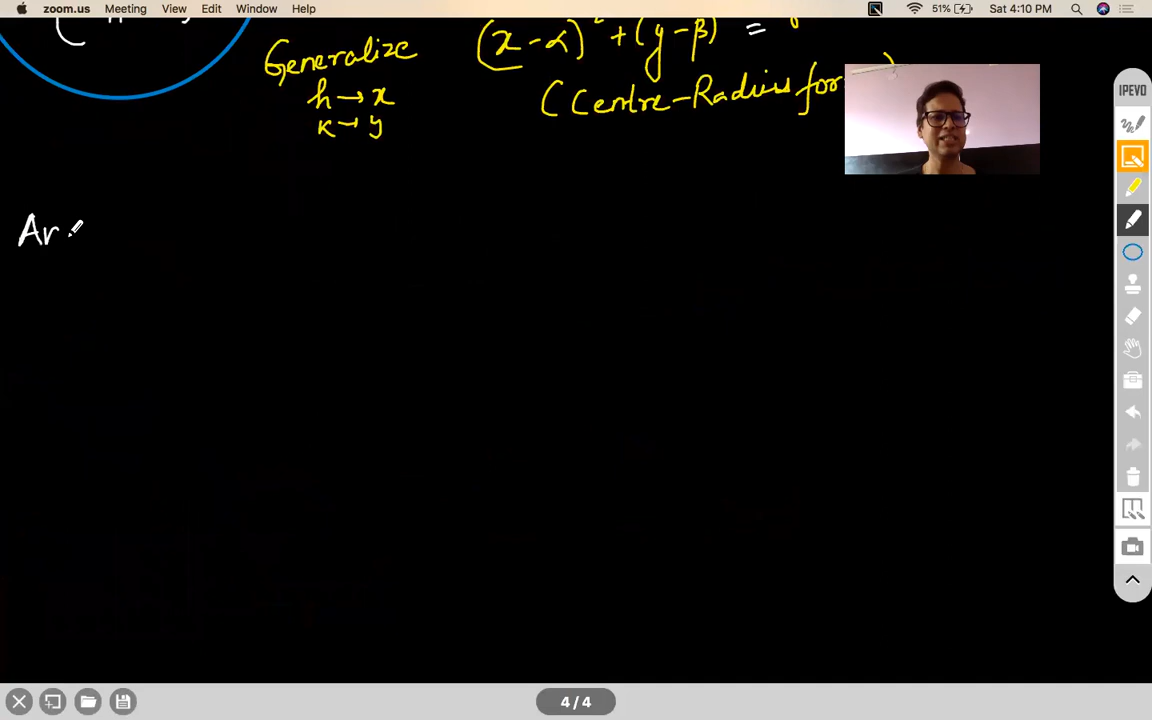 zoom.us Meeting View Edit Window Help 51% Sat 4:10 PM
(x-α)² + (y-β) =
Generalize
h → x
k → y
(Centre-Radius for )
IPEVO
Ar
4 / 4